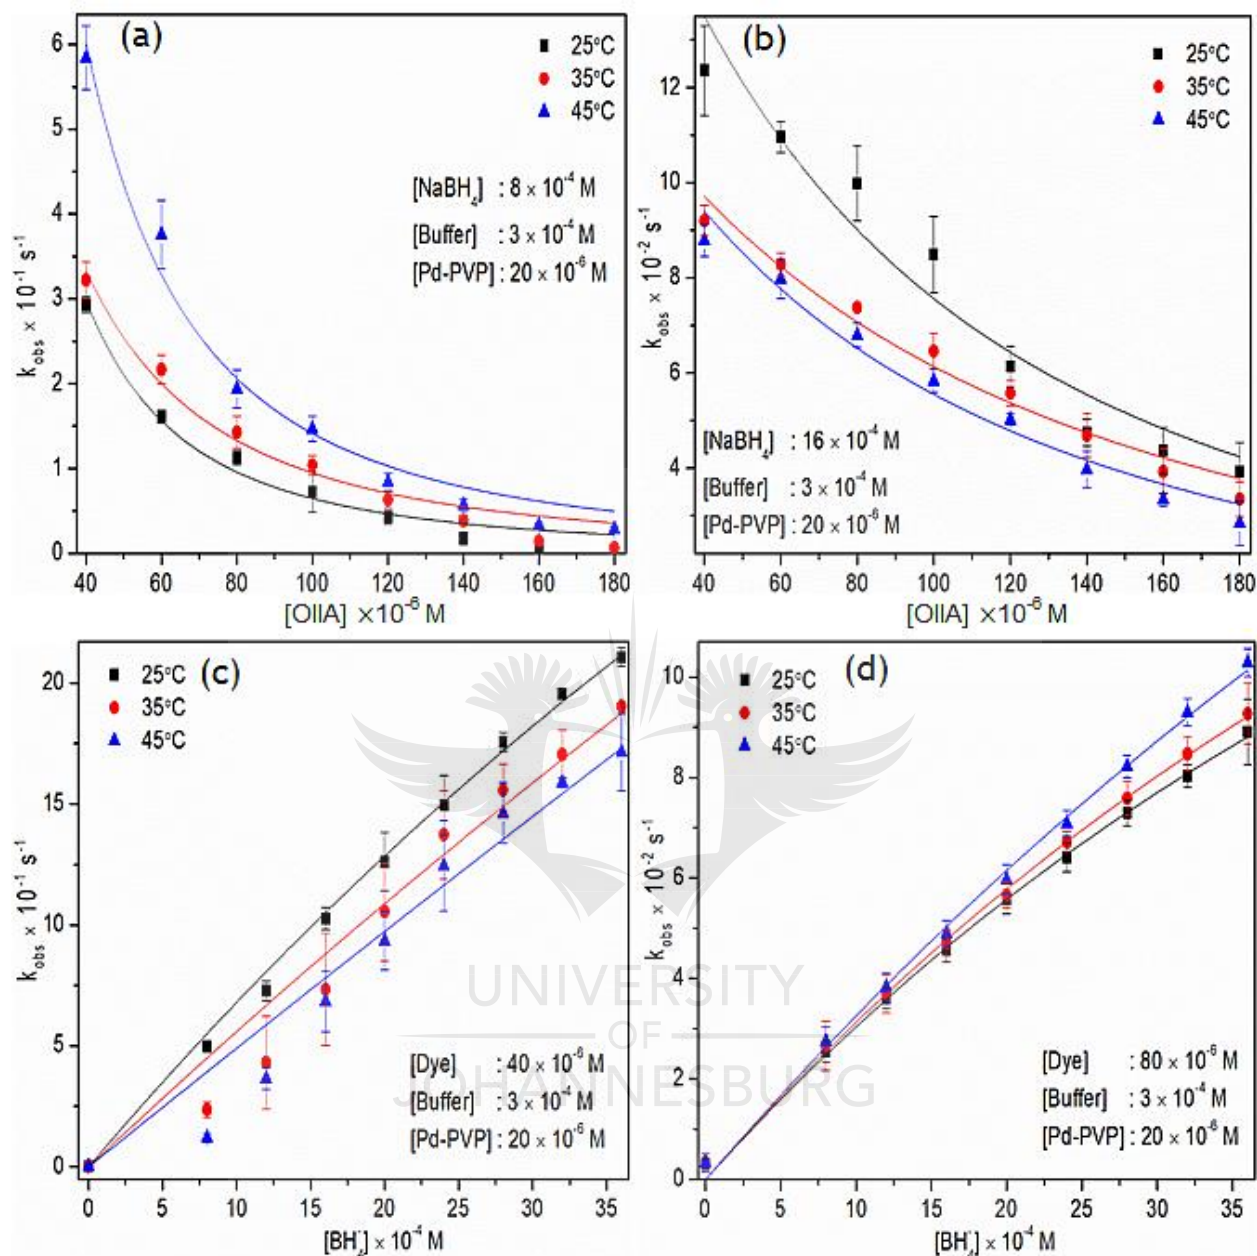 (a)
25°C
35°C
45°C
[NaBH₄] : 8 × 10⁻⁴ M
[Buffer] : 3 × 10⁻⁴ M
[Pd-PVP] : 20 × 10⁻⁶ M
6
5
4
3
2
1
0
k obs × 10⁻¹ s⁻¹
40 60 80 100 120 140 160 180
[OIIA] ×10⁻⁶ M
(b)
25°C
35°C
45°C
12
10
8
6
4
k obs × 10⁻² s⁻¹
[NaBH₄] : 16 × 10⁻⁴ M
[Buffer] : 3 × 10⁻⁴ M
[Pd-PVP] : 20 × 10⁻⁶ M
40 60 80 100 120 140 160 180
[OIIA] ×10⁻⁶ M
(c)
25°C
35°C
45°C
20
15
10
5
0
k obs × 10⁻¹ s⁻¹
[Dye] : 40 × 10⁻⁶ M
[Buffer] : 3 × 10⁻⁴ M
[Pd-PVP] : 20 × 10⁻⁶ M
0 5 10 15 20 25 30 35
[BH₄⁻] × 10⁻⁴ M
(d)
25°C
35°C
45°C
10
8
6
4
2
0
k obs × 10⁻² s⁻¹
[Dye] : 80 × 10⁻⁶ M
[Buffer] : 3 × 10⁻⁴ M
[Pd-PVP] : 20 × 10⁻⁶ M
0 5 10 15 20 25 30 35
[BH₄⁻] × 10⁻⁴ M
UNIVERSITY
OF
JOHANNESBURG